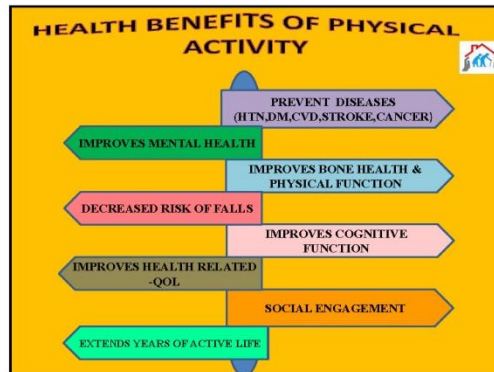 HEALTH BENEFITS OF PHYSICAL
ACTIVITY
PREVENT DISEASES
(HTN,DM,CVD,STROKE,CANCER)
IMPROVES MENTAL HEALTH
IMPROVES BONE HEALTH &
PHYSICAL FUNCTION
DECREASED RISK OF FALLS
IMPROVES COGNITIVE
FUNCTION
IMPROVES HEALTH RELATED
-QOL
SOCIAL ENGAGEMENT
EXTENDS YEARS OF ACTIVE LIFE